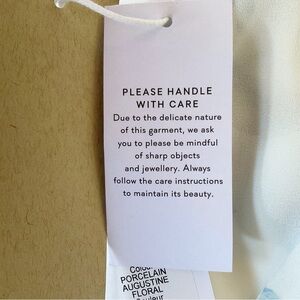 PLEASE HANDLE
WITH CARE
Due to the delicate nature
of this garment, we ask
you to please be mindful
of sharp objects
and jewellery. Always
follow the care instructions
to maintain its beauty.
PORCELAIN
AUGUSTINE
FLORAL